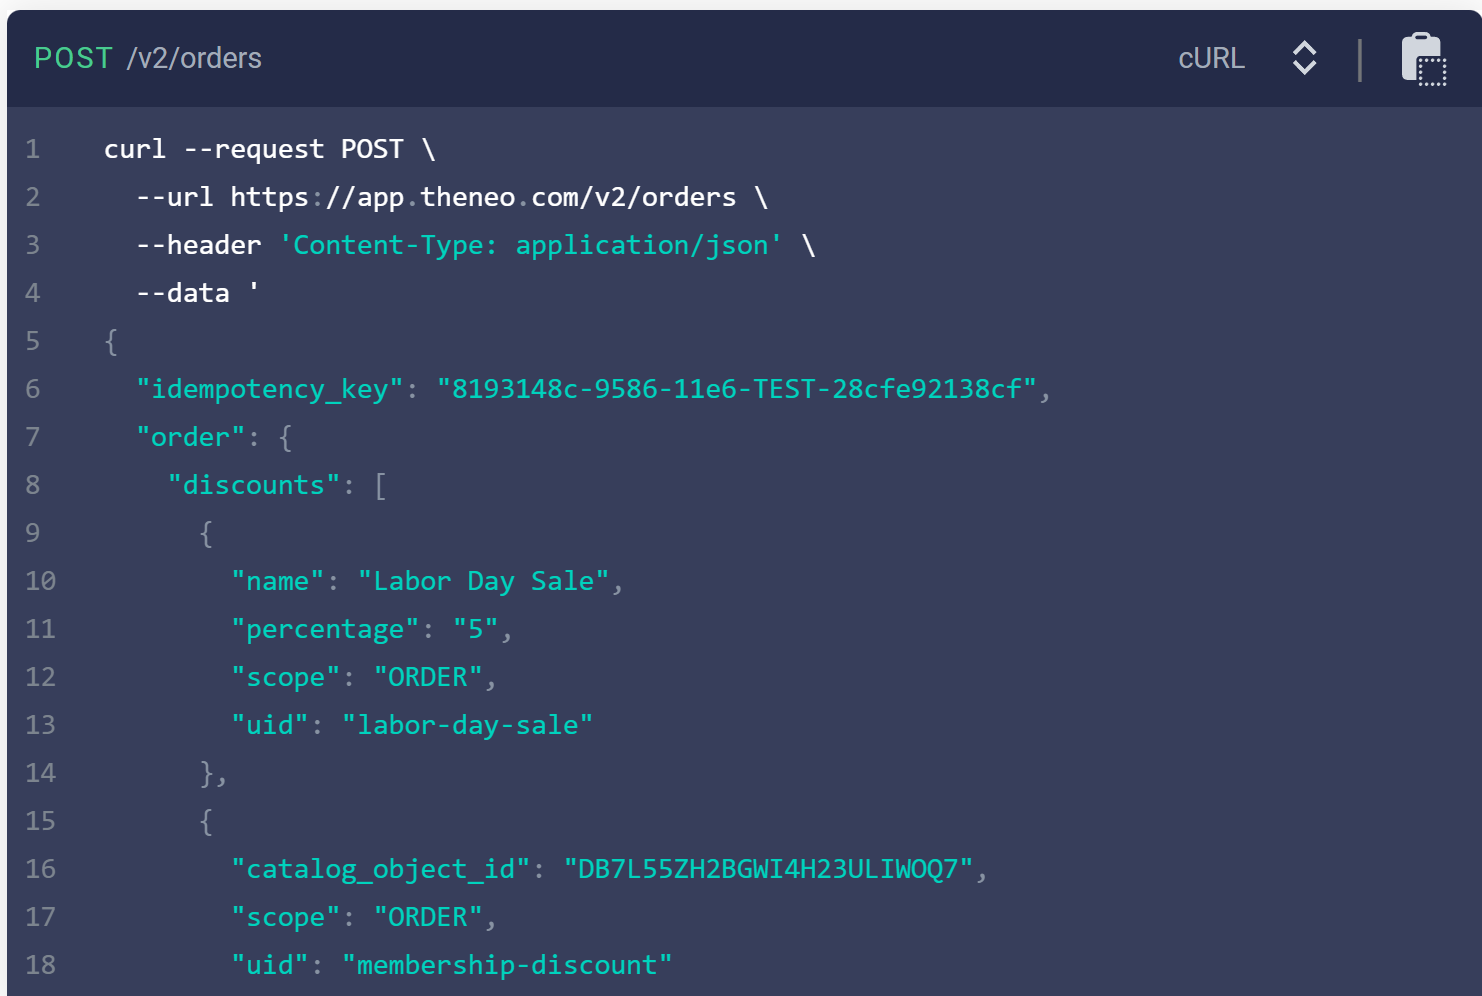 POST /v2/orders cURL
1 curl --request POST \
2 --url https://app.theneo.com/v2/orders \
3 --header 'Content-Type: application/json' \
4 --data '
5 {
6 "idempotency_key": "8193148c-9586-11e6-TEST-28cfe92138cf",
7 "order": {
8 "discounts": [
9 {
10 "name": "Labor Day Sale",
11 "percentage": "5",
12 "scope": "ORDER",
13 "uid": "labor-day-sale"
14 },
15 {
16 "catalog_object_id": "DB7L55ZH2BGWI4H23ULIWOQ7",
17 "scope": "ORDER",
18 "uid": "membership-discount"